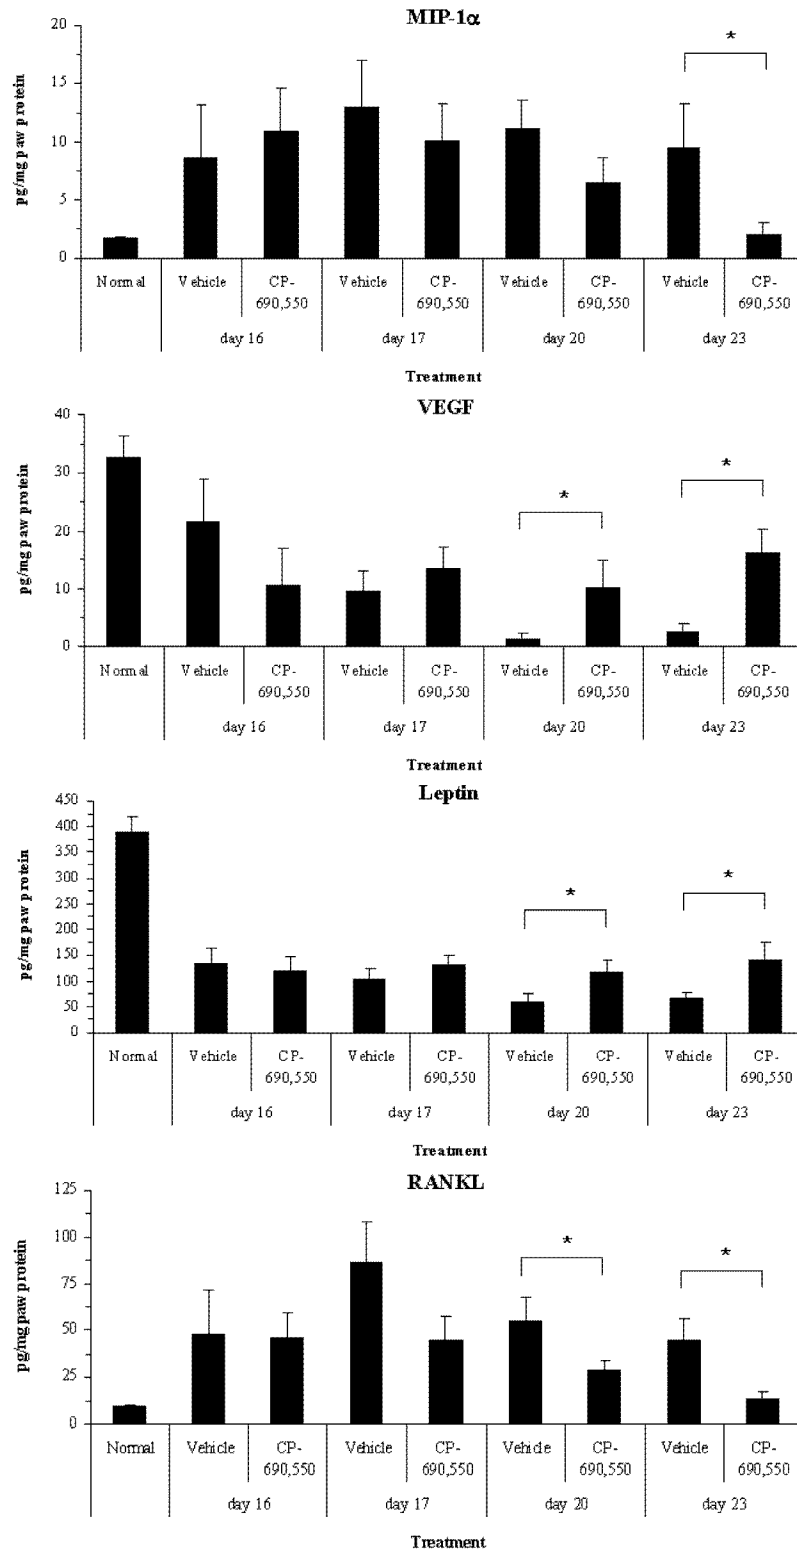 MIP-1α
20
15
10
5
0
pg/mg paw protein
*
Normal Vehicle CP-690,550 Vehicle CP-690,550 Vehicle CP-690,550 Vehicle CP-690,550
day 16 day 17 day 20 day 23
Treatment
VEGF
40
30
20
10
0
pg/mg paw protein
* *
Normal Vehicle CP-690,550 Vehicle CP-690,550 Vehicle CP-690,550 Vehicle CP-690,550
day 16 day 17 day 20 day 23
Treatment
Leptin
450
400
350
300
250
200
150
100
50
0
pg/mg paw protein
* *
Normal Vehicle CP-690,550 Vehicle CP-690,550 Vehicle CP-690,550 Vehicle CP-690,550
day 16 day 17 day 20 day 23
Treatment
RANKL
125
100
75
50
25
0
pg/mg paw protein
* *
Normal Vehicle CP-690,550 Vehicle CP-690,550 Vehicle CP-690,550 Vehicle CP-690,550
day 16 day 17 day 20 day 23
Treatment